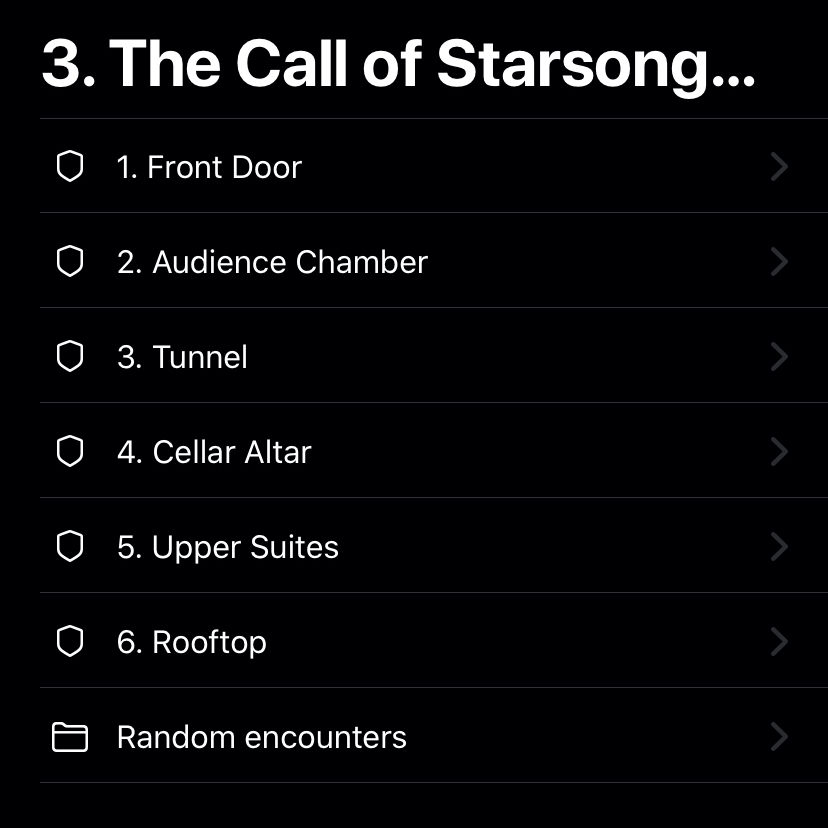 3. The Call of Starsong...
1. Front Door
2. Audience Chamber
3. Tunnel
4. Cellar Altar
5. Upper Suites
6. Rooftop
Random encounters